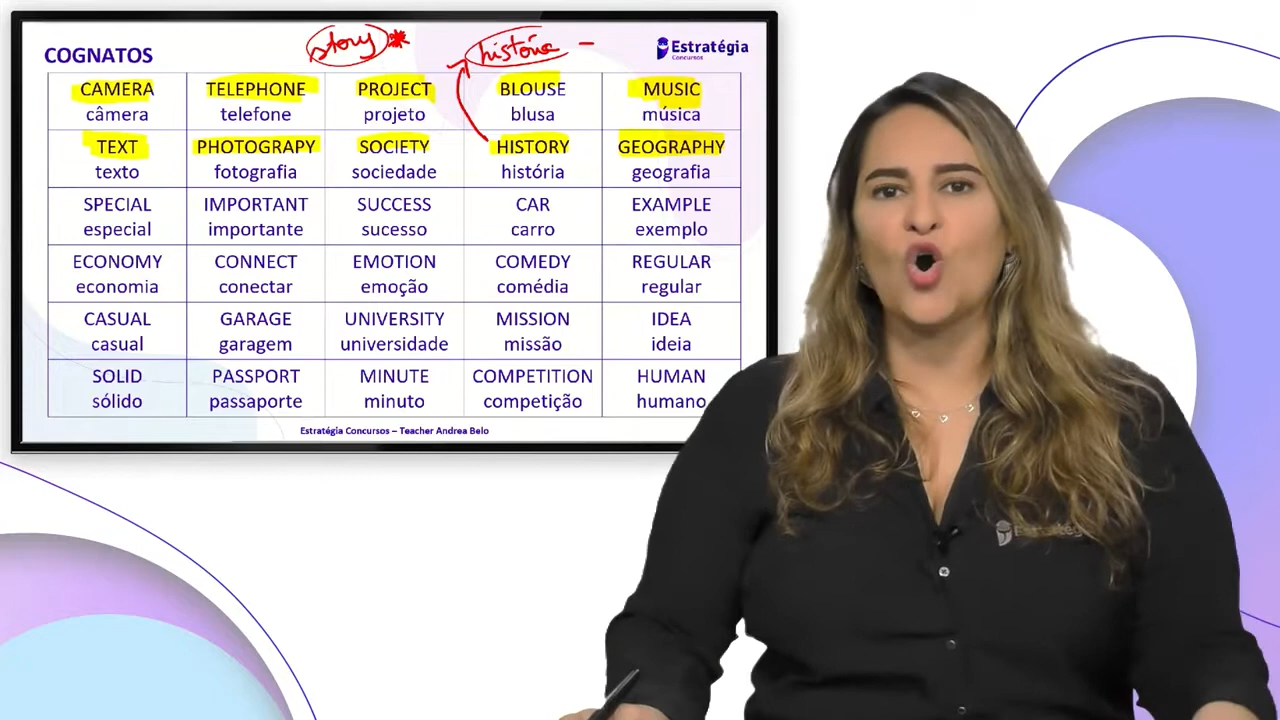 story *
história -
COGNATOS
Estratégia
Concursos
CAMERA TELEPHONE PROJECT BLOUSE MUSIC
câmera telefone projeto blusa música
TEXT PHOTOGRAPY SOCIETY HISTORY GEOGRAPHY
texto fotografia sociedade história geografia
SPECIAL IMPORTANT SUCCESS CAR EXAMPLE
especial importante sucesso carro exemplo
ECONOMY CONNECT EMOTION COMEDY REGULAR
economia conectar emoção comédia regular
CASUAL GARAGE UNIVERSITY MISSION IDEA
casual garagem universidade missão ideia
SOLID PASSPORT MINUTE COMPETITION HUMAN
sólido passaporte minuto competição humano
Estratégia Concursos – Teacher Andrea Belo
Estratégia